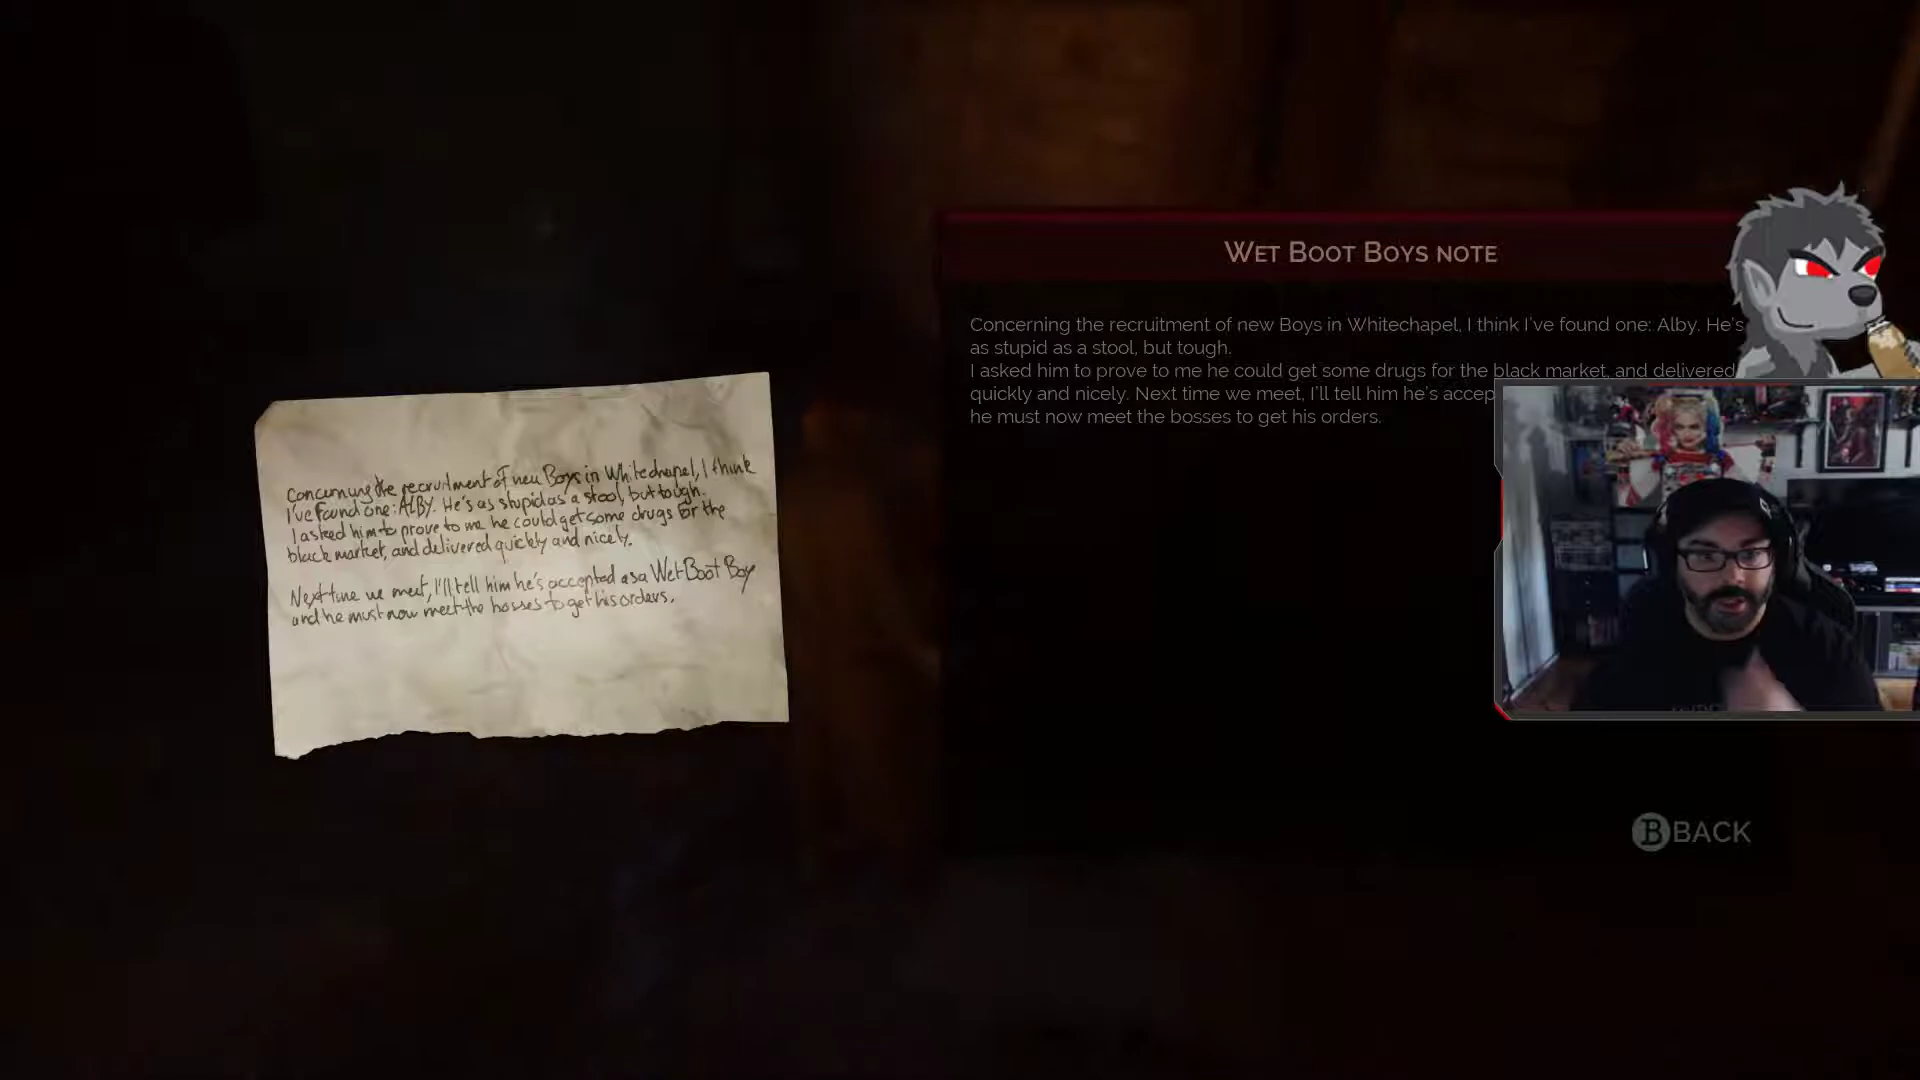 Concerning the recruitment of new Boys in Whitechapel, I think
I've found one: ALBY. He's as stupid as a stool, but tough.
I asked him to prove to me he could get some drugs for the
black market, and delivered quickly and nicely.
Next time we meet, I'll tell him he's accepted as a Wet Boot Boy
and he must now meet the bosses to get his orders.
WET BOOT BOYS NOTE
Concerning the recruitment of new Boys in Whitechapel, I think I've found one: Alby. He's
as stupid as a stool, but tough.
I asked him to prove to me he could get some drugs for the black market, and delivered
quickly and nicely. Next time we meet, I'll tell him he's accep
he must now meet the bosses to get his orders.
B BACK